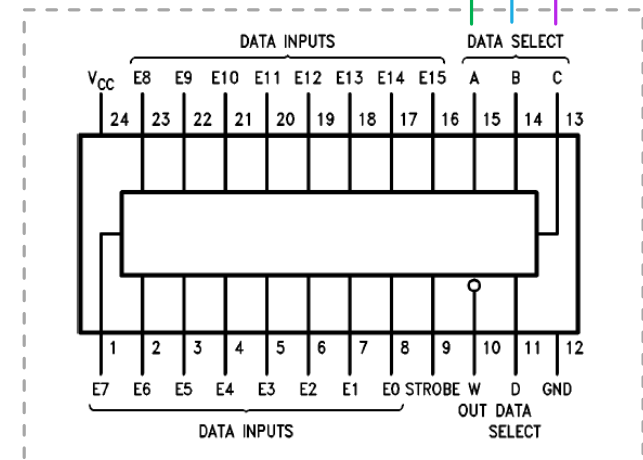 DATA INPUTS DATA SELECT
VCC E8 E9 E10 E11 E12 E13 E14 E15 A B C
24 23 22 21 20 19 18 17 16 15 14 13
1 2 3 4 5 6 7 8 9 10 11 12
E7 E6 E5 E4 E3 E2 E1 E0 STROBE W D GND
OUT DATA
DATA INPUTS SELECT